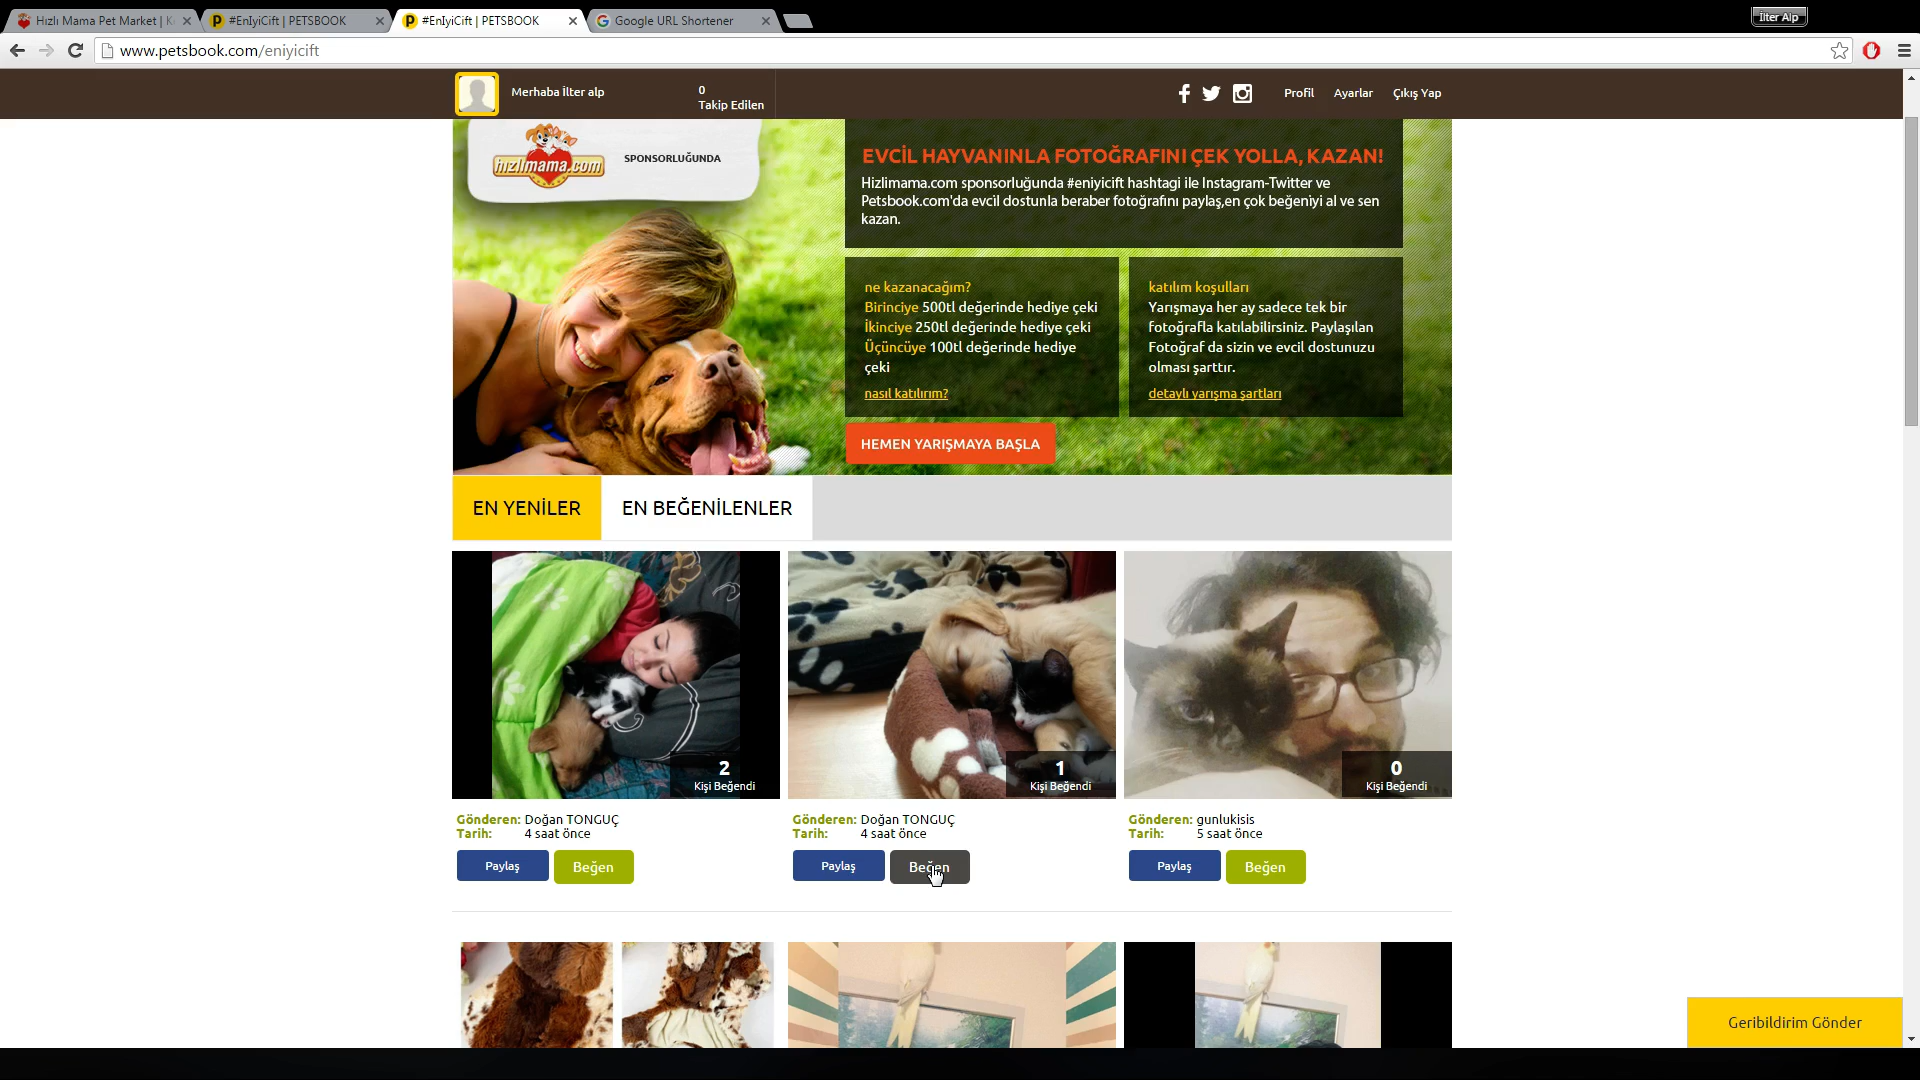 Hızlı Mama Pet Market | K
#EnIyiCift | PETSBOOK
#EnIyiCift | PETSBOOK
Google URL Shortener
İlter Alp
www.petsbook.com/eniyicift
Merhaba İlter alp
0
Takip Edilen
Profil
Ayarlar
Çıkış Yap
hızlımama.com
SPONSORLUĞUNDA
EVCİL HAYVANINLA FOTOĞRAFINI ÇEK YOLLA, KAZAN!
Hizlimama.com sponsorluğunda #eniyicift hashtagi ile Instagram-Twitter ve
Petsbook.com'da evcil dostunla beraber fotoğrafını paylaş,en çok beğeniyi al ve sen
kazan.
ne kazanacağım?
Birinciye 500tl değerinde hediye çeki
İkinciye 250tl değerinde hediye çeki
Üçüncüye 100tl değerinde hediye
çeki
nasıl katılırım?
katılım koşulları
Yarışmaya her ay sadece tek bir
fotoğrafla katılabilirsiniz. Paylaşılan
Fotoğraf da sizin ve evcil dostunuzu
olması şarttır.
detaylı yarışma şartları
HEMEN YARIŞMAYA BAŞLA
EN YENİLER
EN BEĞENİLENLER
2
Kişi Beğendi
1
Kişi Beğendi
0
Kişi Beğendi
Gönderen: Doğan TONGUÇ
Tarih: 4 saat önce
Paylaş
Beğen
Gönderen: Doğan TONGUÇ
Tarih: 4 saat önce
Paylaş
Beğen
Gönderen: gunlukisis
Tarih: 5 saat önce
Paylaş
Beğen
Geribildirim Gönder